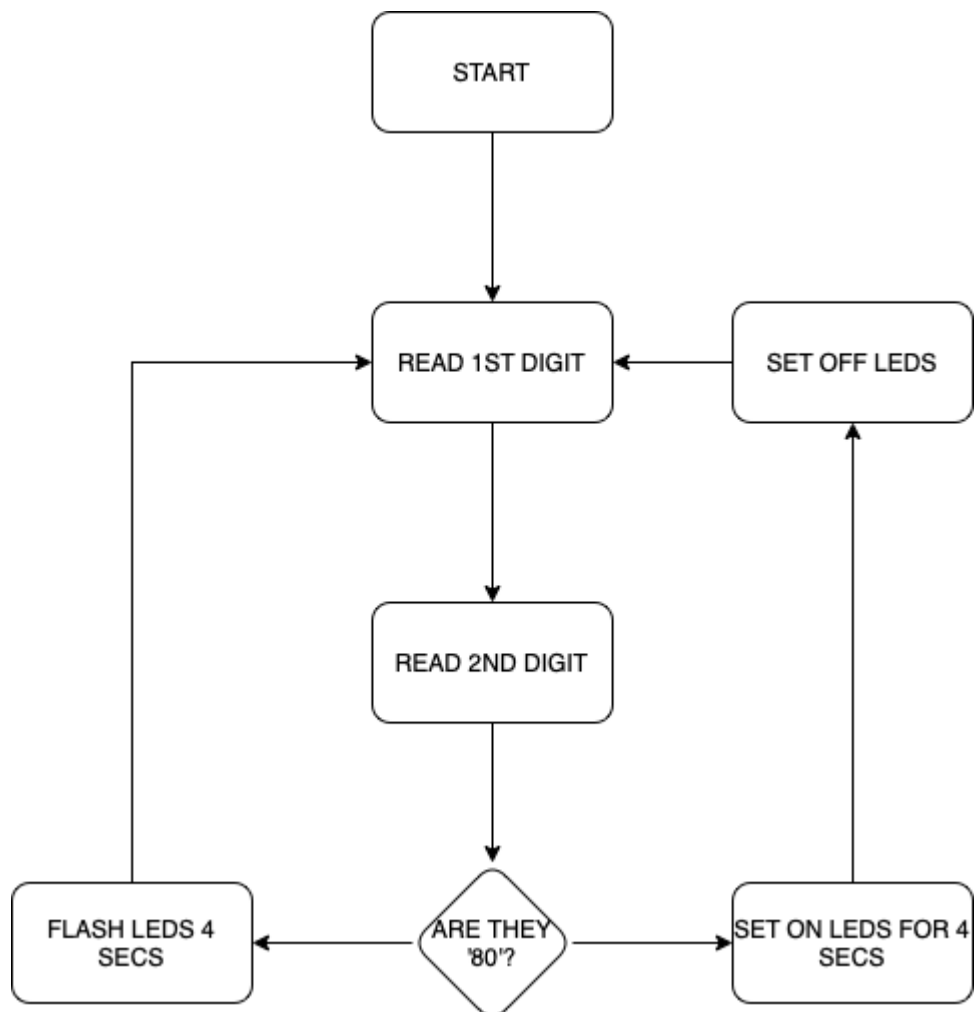 START
READ 1ST DIGIT
SET OFF LEDS
READ 2ND DIGIT
FLASH LEDS 4
SECS
ARE THEY
'80'?
SET ON LEDS FOR 4
SECS